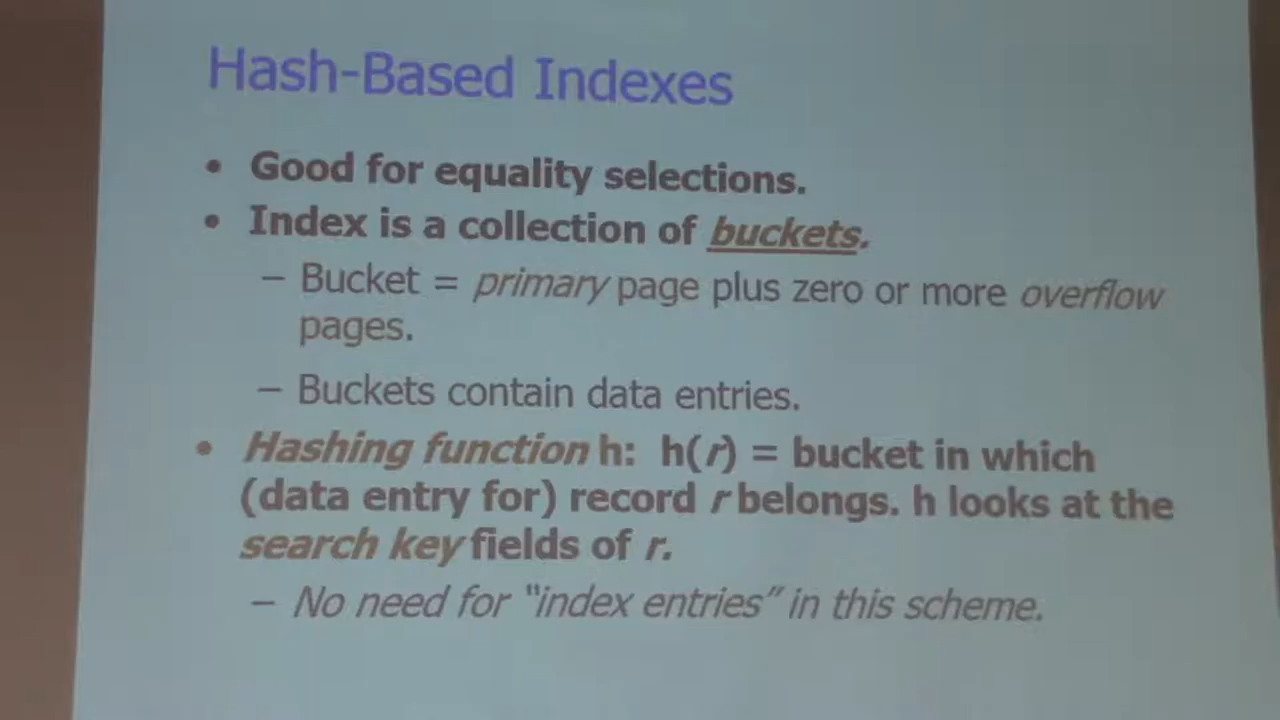 Hash-Based Indexes
• Good for equality selections.
• Index is a collection of buckets.
– Bucket = primary page plus zero or more overflow
pages.
– Buckets contain data entries.
• Hashing function h: h(r) = bucket in which
(data entry for) record r belongs. h looks at the
search key fields of r.
– No need for “index entries” in this scheme.